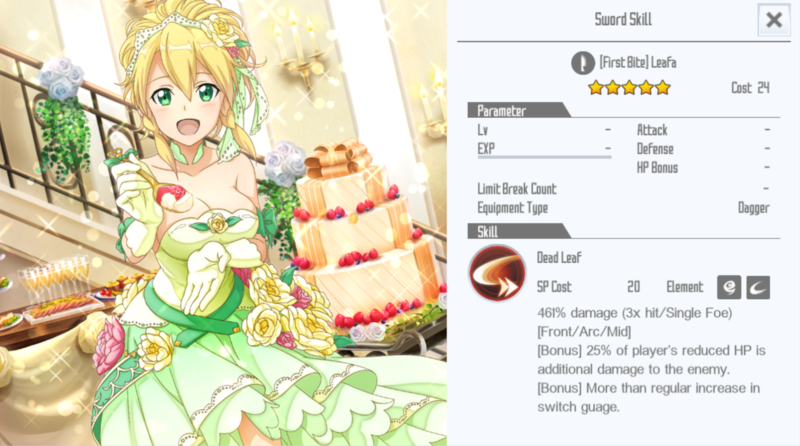 Sword Skill
[First Bite] Leafa
Cost 24
Parameter
Lv -
Attack -
EXP -
Defense -
HP Bonus -
Limit Break Count -
Equipment Type Dagger
Skill
Dead Leaf
SP Cost 20 Element
461% damage (3x hit/Single Foe)
[Front/Arc/Mid]
[Bonus] 25% of player's reduced HP is
additional damage to the enemy.
[Bonus] More than regular increase in
switch guage.